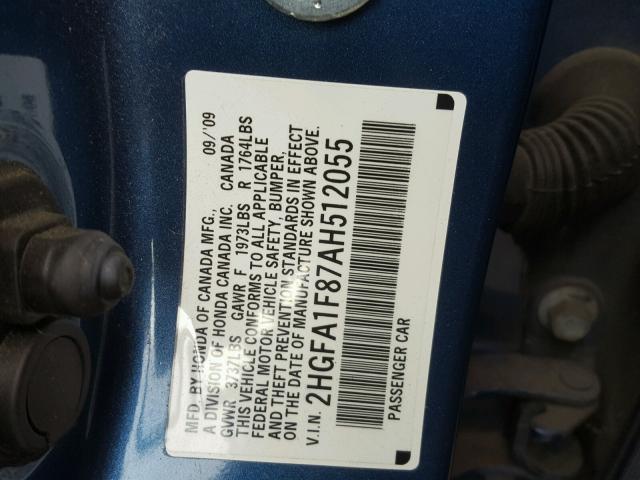 MFD. BY HONDA OF CANADA MFG., 09/'09
A DIVISION OF HONDA CANADA INC. CANADA
GVWR 3737LBS GAWR F 1973LBS R 1764LBS
THIS VEHICLE CONFORMS TO ALL APPLICABLE
FEDERAL MOTOR VEHICLE SAFETY, BUMPER,
AND THEFT PREVENTION STANDARDS IN EFFECT
ON THE DATE OF MANUFACTURE SHOWN ABOVE.
V.I.N. 2HGFA1F87AH512055
PASSENGER CAR